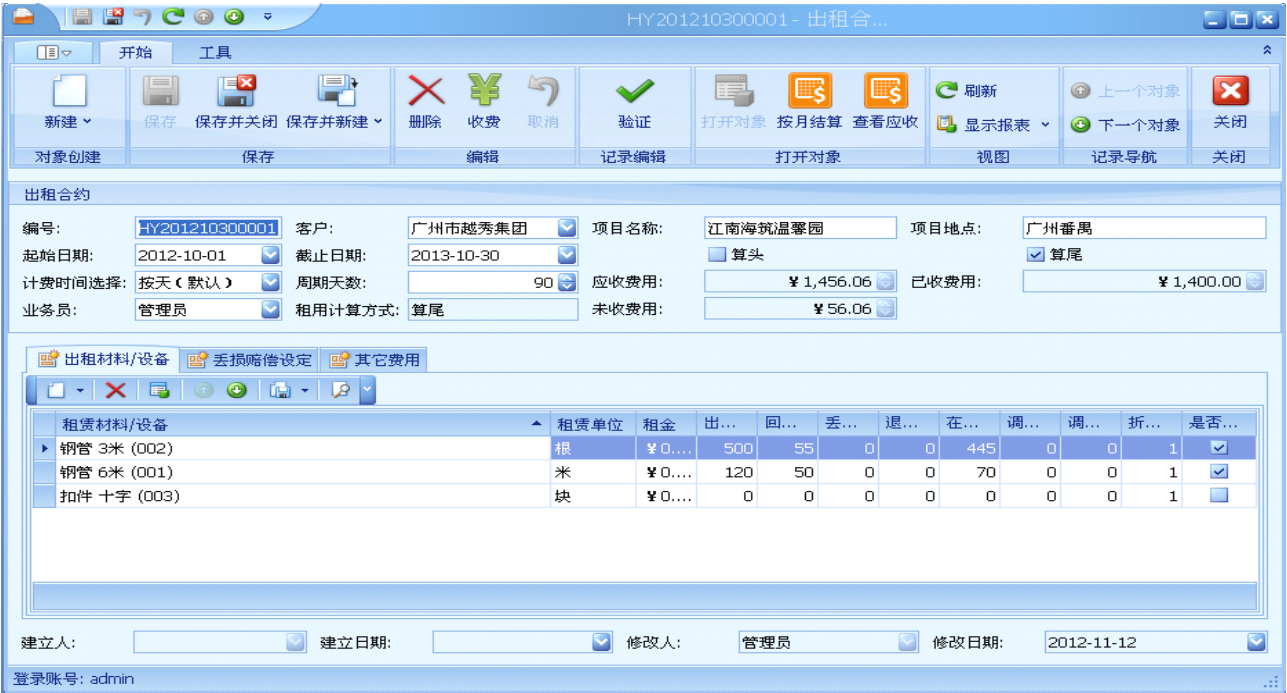 HY201210300001 - 出租合...
开始 工具
新建 保存 保存并关闭 保存并新建 删除 收费 取消 验证 打开对象 按月结算 查看应收 刷新 显示报表 上一个对象 下一个对象 关闭
对象创建 保存 编辑 记录编辑 打开对象 视图 记录导航 关闭
出租合约
编号: HY201210300001 客户: 广州市越秀集团 项目名称: 江南海筑温馨园 项目地点: 广州番禺
起始日期: 2012-10-01 截止日期: 2013-10-30 算头 算尾
计费时间选择: 按天(默认) 周期天数: 90 应收费用: ¥ 1,456.06 已收费用: ¥ 1,400.00
业务员: 管理员 租用计算方式: 算尾 未收费用: ¥ 56.06
出租材料/设备 丢损赔偿设定 其它费用
租赁材料/设备 租赁单位 租金 出... 回... 丢... 退... 在... 调... 调... 折... 是否...
钢管 3米 (002) 根 ¥ 0.... 500 55 0 0 445 0 0 1
钢管 6米 (001) 米 ¥ 0.... 120 50 0 0 70 0 0 1
扣件 十字 (003) 块 ¥ 0.... 0 0 0 0 0 0 0 1
建立人: 建立日期: 修改人: 管理员 修改日期: 2012-11-12
登录账号: admin